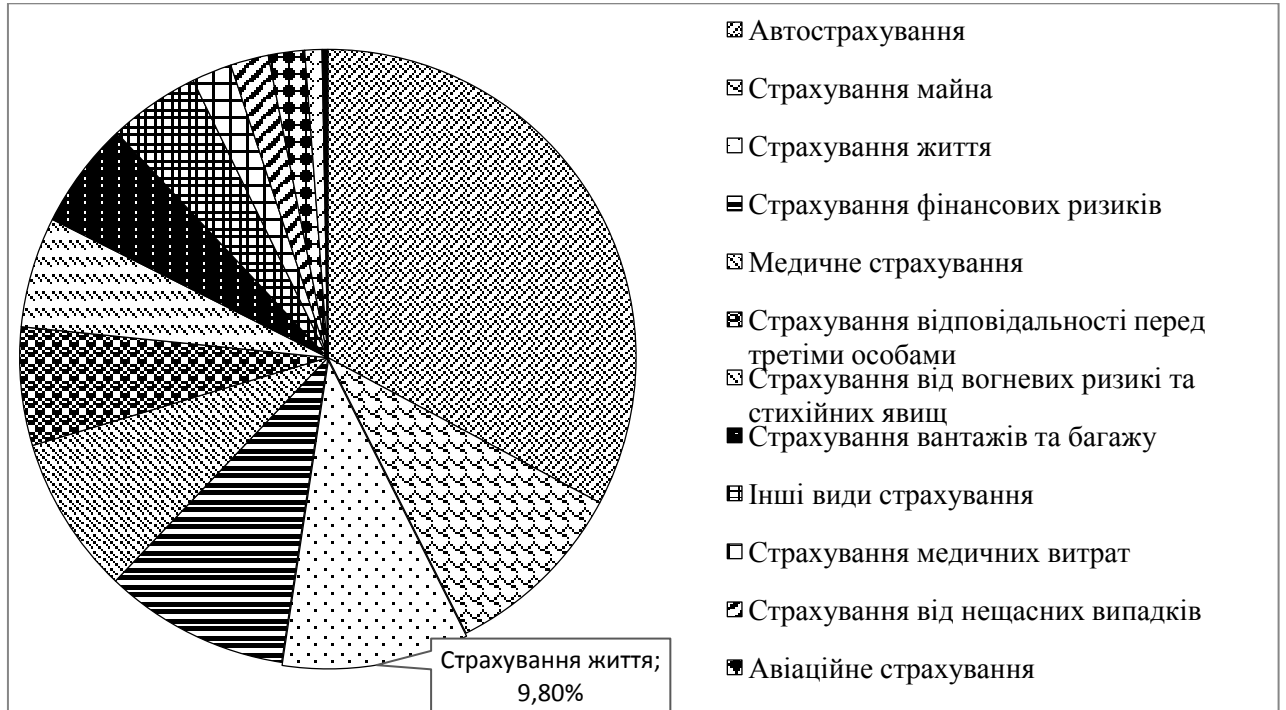 Автострахування
Страхування майна
Страхування життя
Страхування фінансових ризиків
Медичне страхування
Страхування відповідальності перед
третіми особами
Страхування від вогневих ризикі та
стихійних явищ
Страхування вантажів та багажу
Інші види страхування
Страхування медичних витрат
Страхування від нещасних випадків
Авіаційне страхування
Страхування життя;
9,80%